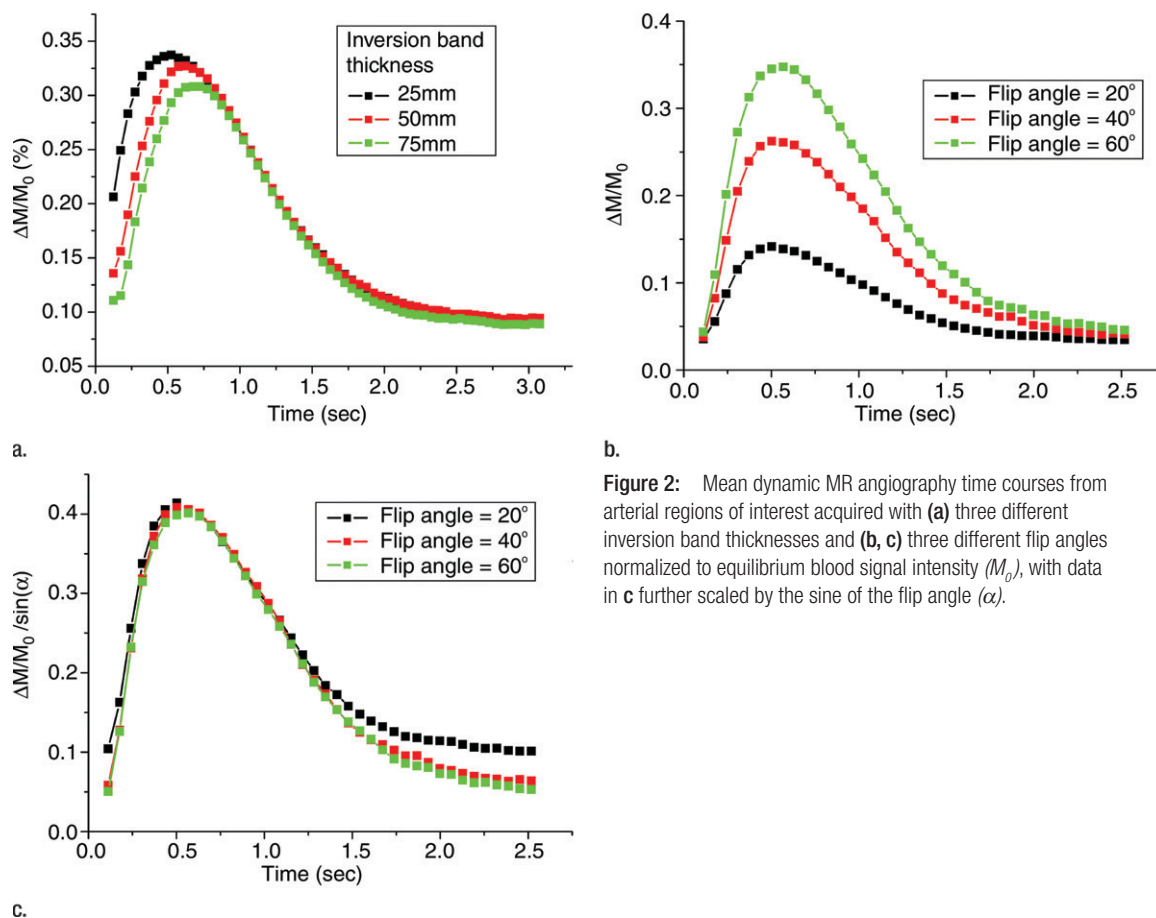 0.35
0.30
0.25
0.20
0.15
0.10
0.05
ΔM/M0 (%)
Inversion band
thickness
25mm
50mm
75mm
0.0 0.5 1.0 1.5 2.0 2.5 3.0
Time (sec)
a.
0.4
0.3
0.2
0.1
0.0
ΔM/M0
Flip angle = 20°
Flip angle = 40°
Flip angle = 60°
0.0 0.5 1.0 1.5 2.0 2.5
Time (sec)
b.
Figure 2: Mean dynamic MR angiography time courses from
arterial regions of interest acquired with (a) three different
inversion band thicknesses and (b, c) three different flip angles
normalized to equilibrium blood signal intensity (M0), with data
in c further scaled by the sine of the flip angle (α).
0.4
0.3
0.2
0.1
0.0
ΔM/M0 /sin(α)
Flip angle = 20°
Flip angle = 40°
Flip angle = 60°
0.0 0.5 1.0 1.5 2.0 2.5
Time (sec)
c.